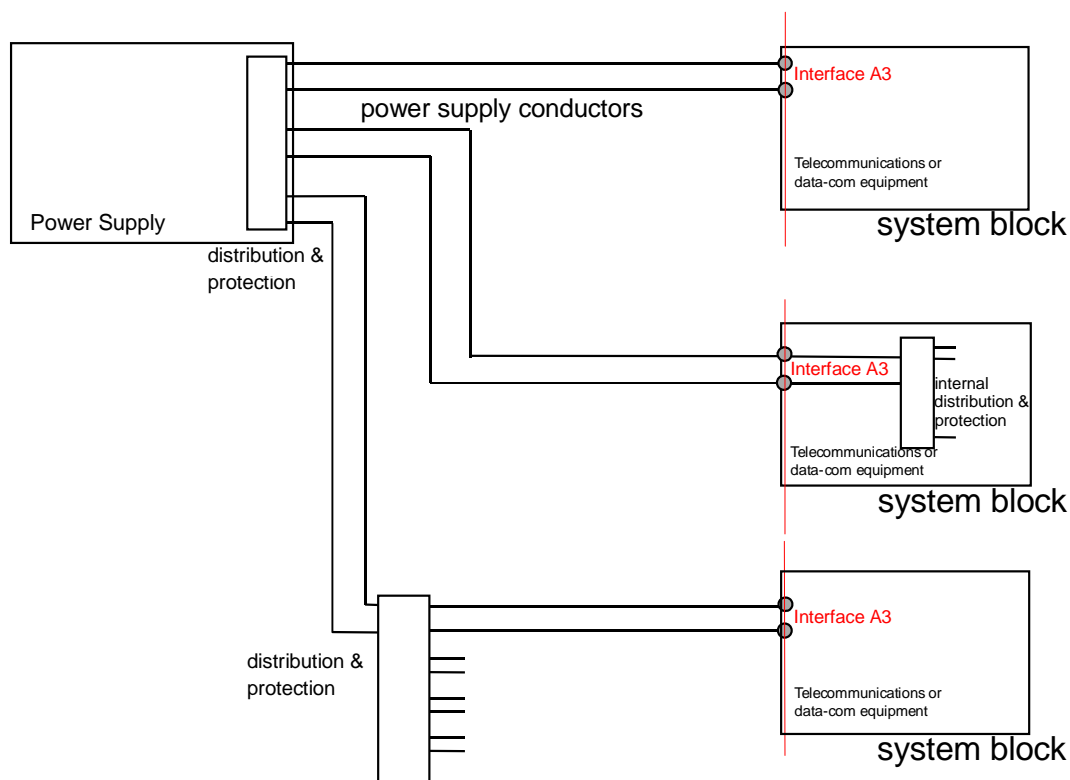 Interface A3
power supply conductors
Telecommunications or
data-com equipment
system block
Power Supply
distribution &
protection
Interface A3
internal
distribution &
protection
Telecommunications or
data-com equipment
system block
Interface A3
distribution &
protection
Telecommunications or
data-com equipment
system block